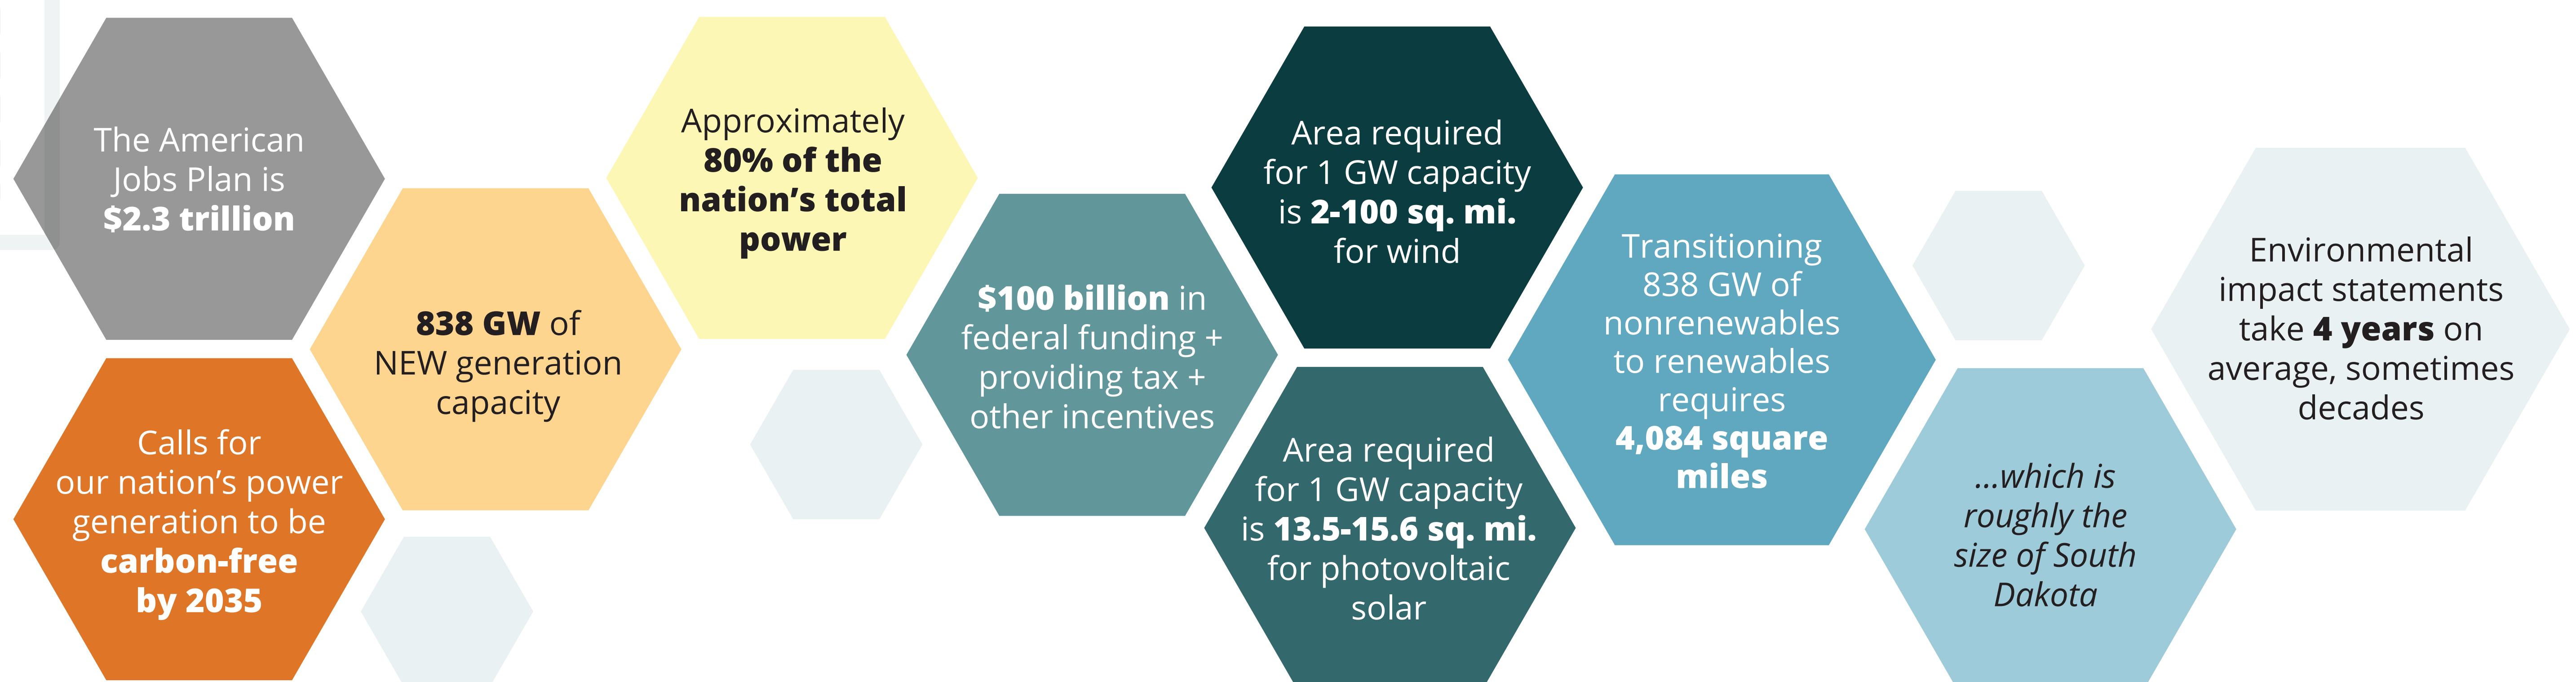 The American
Jobs Plan is
$2.3 trillion
Calls for
our nation’s power
generation to be
carbon-free
by 2035
838 GW of
NEW generation
capacity
Approximately
80% of the
nation’s total
power
$100 billion in
federal funding +
providing tax +
other incentives
Area required
for 1 GW capacity
is 2-100 sq. mi.
for wind
Area required
for 1 GW capacity
is 13.5-15.6 sq. mi.
for photovoltaic
solar
Transitioning
838 GW of
nonrenewables
to renewables
requires
4,084 square
miles
...which is
roughly the
size of South
Dakota
Environmental
impact statements
take 4 years on
average, sometimes
decades